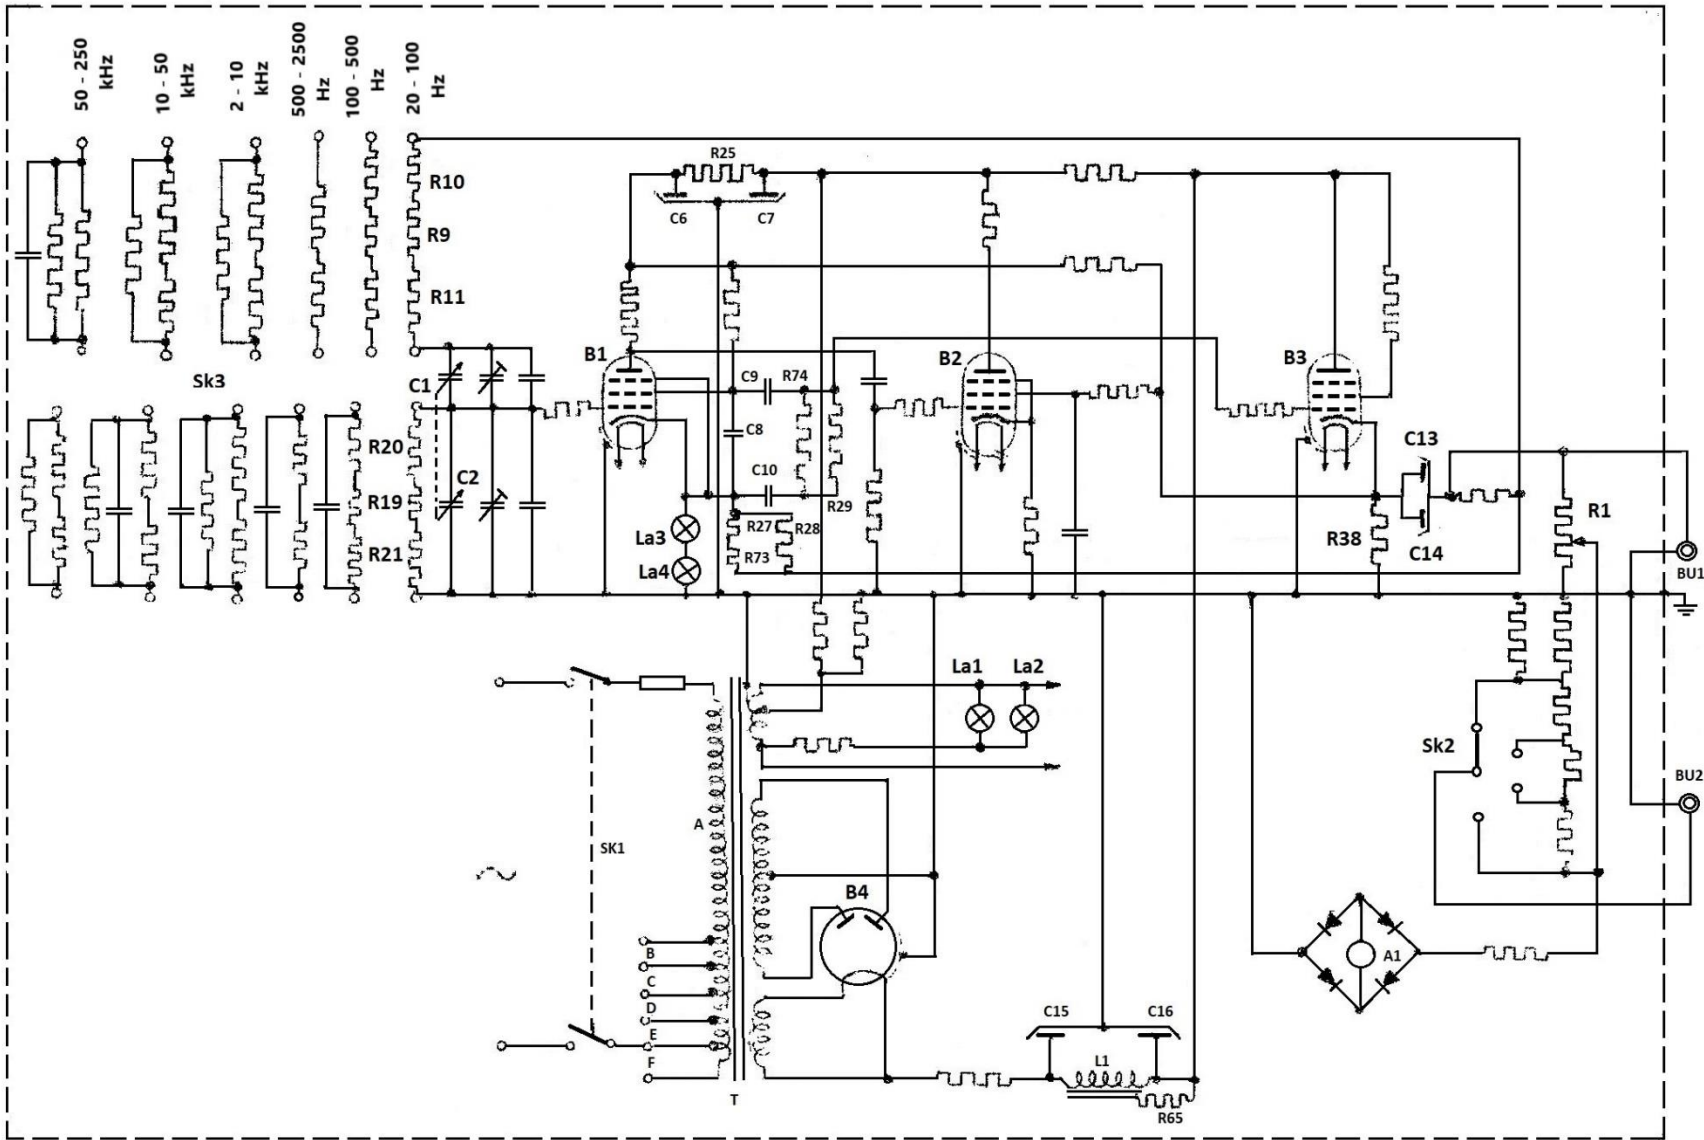 50 - 250
kHz
10 - 50
kHz
2 - 10
kHz
500 - 2500
Hz
100 - 500
Hz
20 - 100
Hz
R25
C6
C7
R10
R9
R11
Sk3
C1
B1
B2
B3
C9
R74
C8
C10
R20
C2
R19
R21
La3
La4
R27
R28
R29
R73
C13
C14
R38
R1
BU1
La1
La2
Sk2
BU2
A
SK1
B4
B
C
D
E
F
T
A1
C15
C16
L1
R65